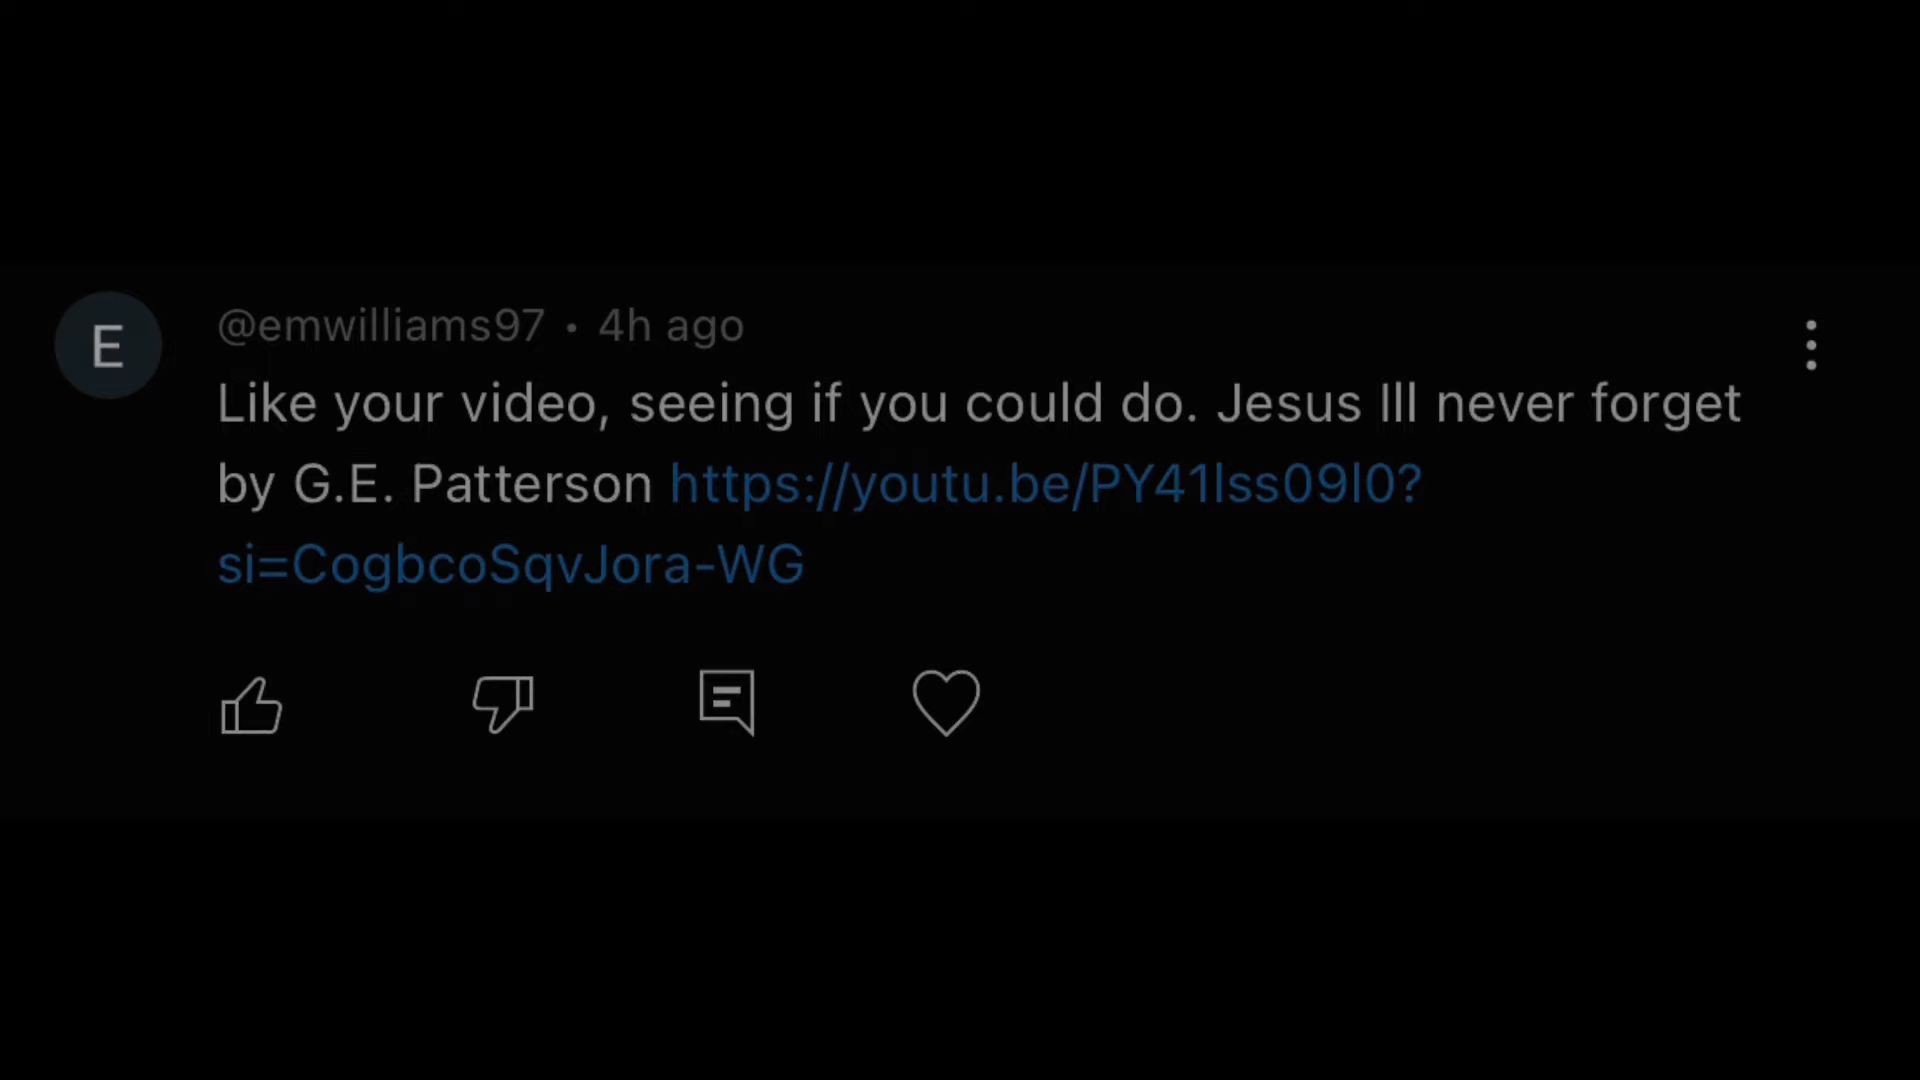 E
@emwilliams97 • 4h ago
Like your video, seeing if you could do. Jesus Ill never forget
by G.E. Patterson https://youtu.be/PY41lss09l0?
si=CogbcoSqvJora-WG